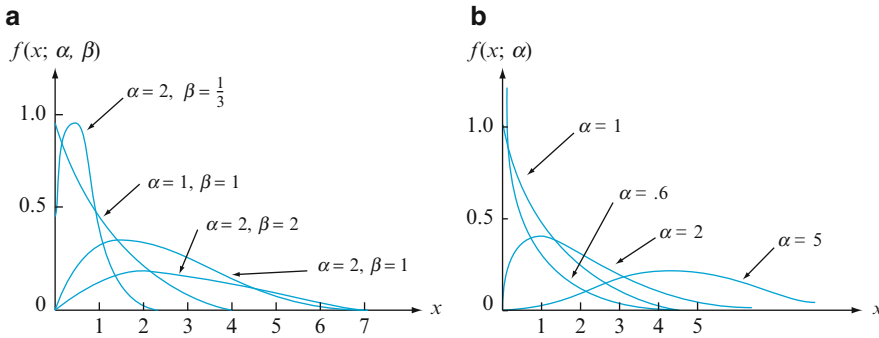 a
f(x; α, β)
1.0
0.5
0
α = 2, β = 1/3
α = 1, β = 1
α = 2, β = 2
α = 2, β = 1
1 2 3 4 5 6 7
x
b
f(x; α)
1.0
0.5
0
α = 1
α = .6
α = 2
α = 5
1 2 3 4 5
x